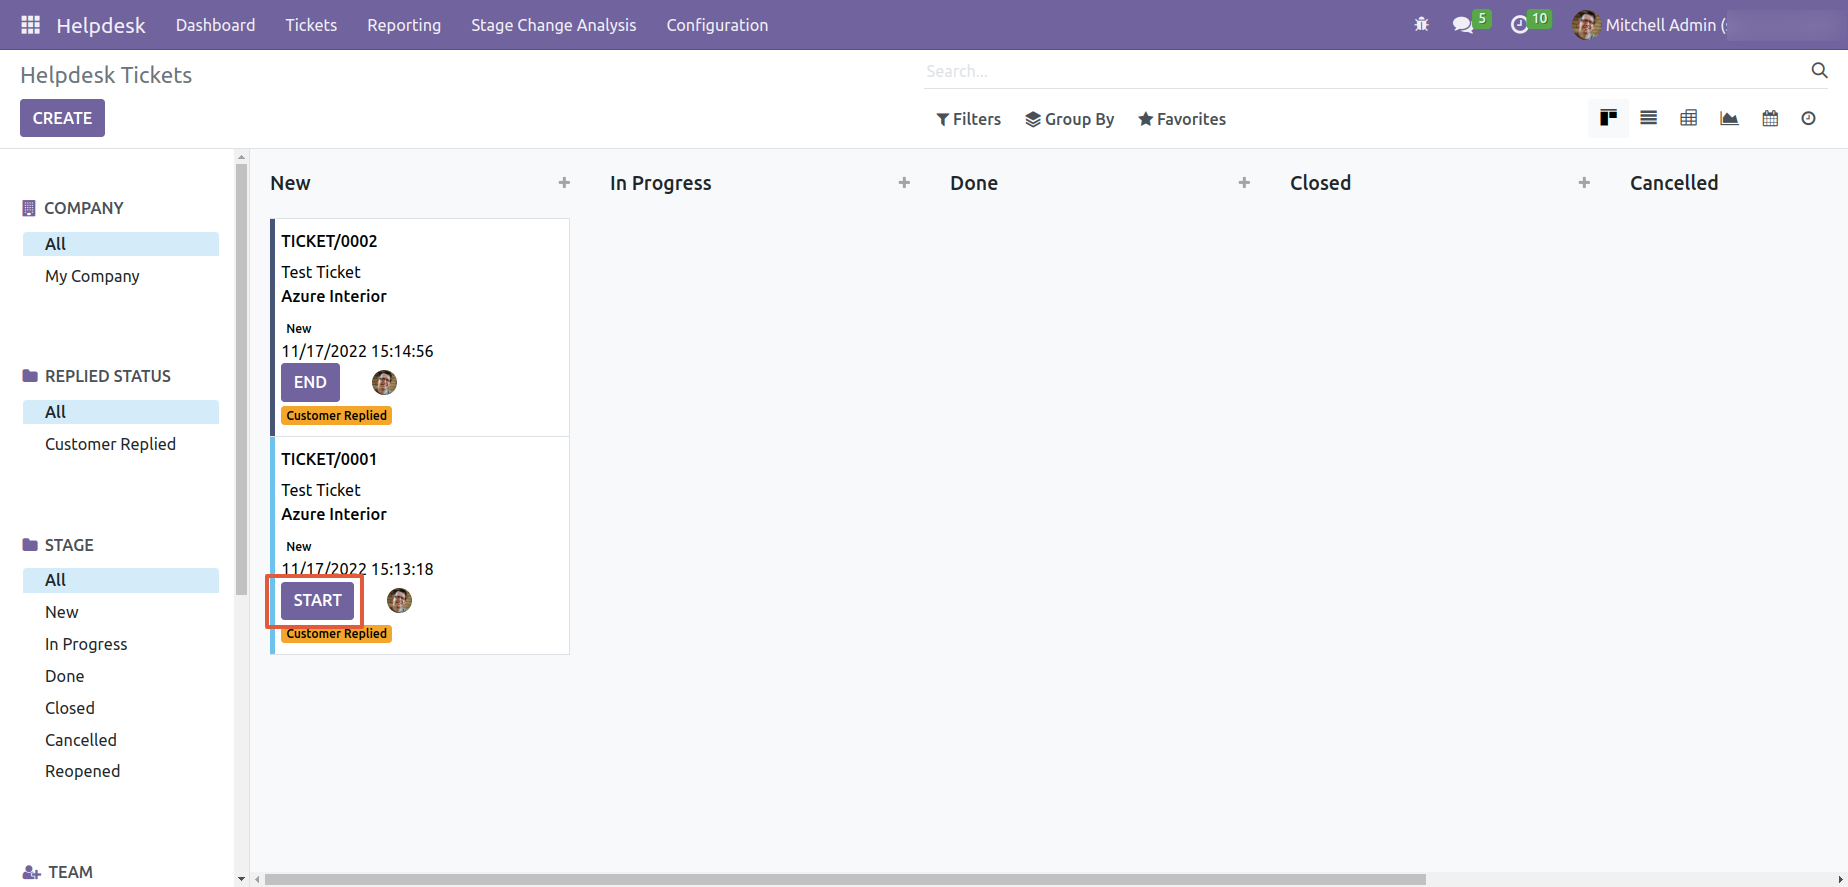 Helpdesk Dashboard Tickets Reporting Stage Change Analysis Configuration 5 10 Mitchell Admin (
Helpdesk Tickets
Search...
CREATE
Filters Group By Favorites
COMPANY
All
My Company
REPLIED STATUS
All
Customer Replied
STAGE
All
New
In Progress
Done
Closed
Cancelled
Reopened
TEAM
New + In Progress + Done + Closed + Cancelled
TICKET/0002
Test Ticket
Azure Interior
New
11/17/2022 15:14:56
END
Customer Replied
TICKET/0001
Test Ticket
Azure Interior
New
11/17/2022 15:13:18
START
Customer Replied